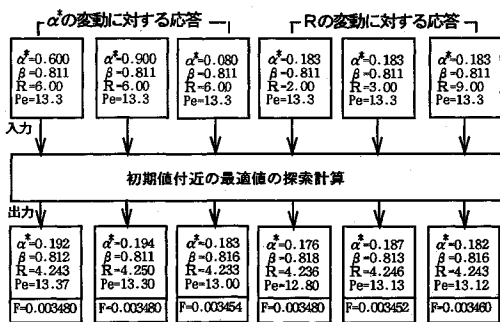 α*の変動に対する応答
Rの変動に対する応答
α*=0.600
β=0.811
R=6.00
Pe=13.3
α*=0.900
β=0.811
R=6.00
Pe=13.3
α*=0.080
β=0.811
R=6.00
Pe=13.3
α*=0.183
β=0.811
R=2.00
Pe=13.3
α*=0.183
β=0.811
R=3.00
Pe=13.3
α*=0.183
β=0.811
R=9.00
Pe=13.3
入力
初期値付近の最適値の探索計算
出力
α*=0.192
β=0.812
R=4.243
Pe=13.37
F=0.003480
α*=0.194
β=0.811
R=4.250
Pe=13.30
F=0.003480
α*=0.183
β=0.816
R=4.233
Pe=13.00
F=0.003454
α*=0.176
β=0.818
R=4.236
Pe=12.80
F=0.003480
α*=0.187
β=0.813
R=4.246
Pe=13.13
F=0.003452
α*=0.182
β=0.816
R=4.243
Pe=13.12
F=0.003460